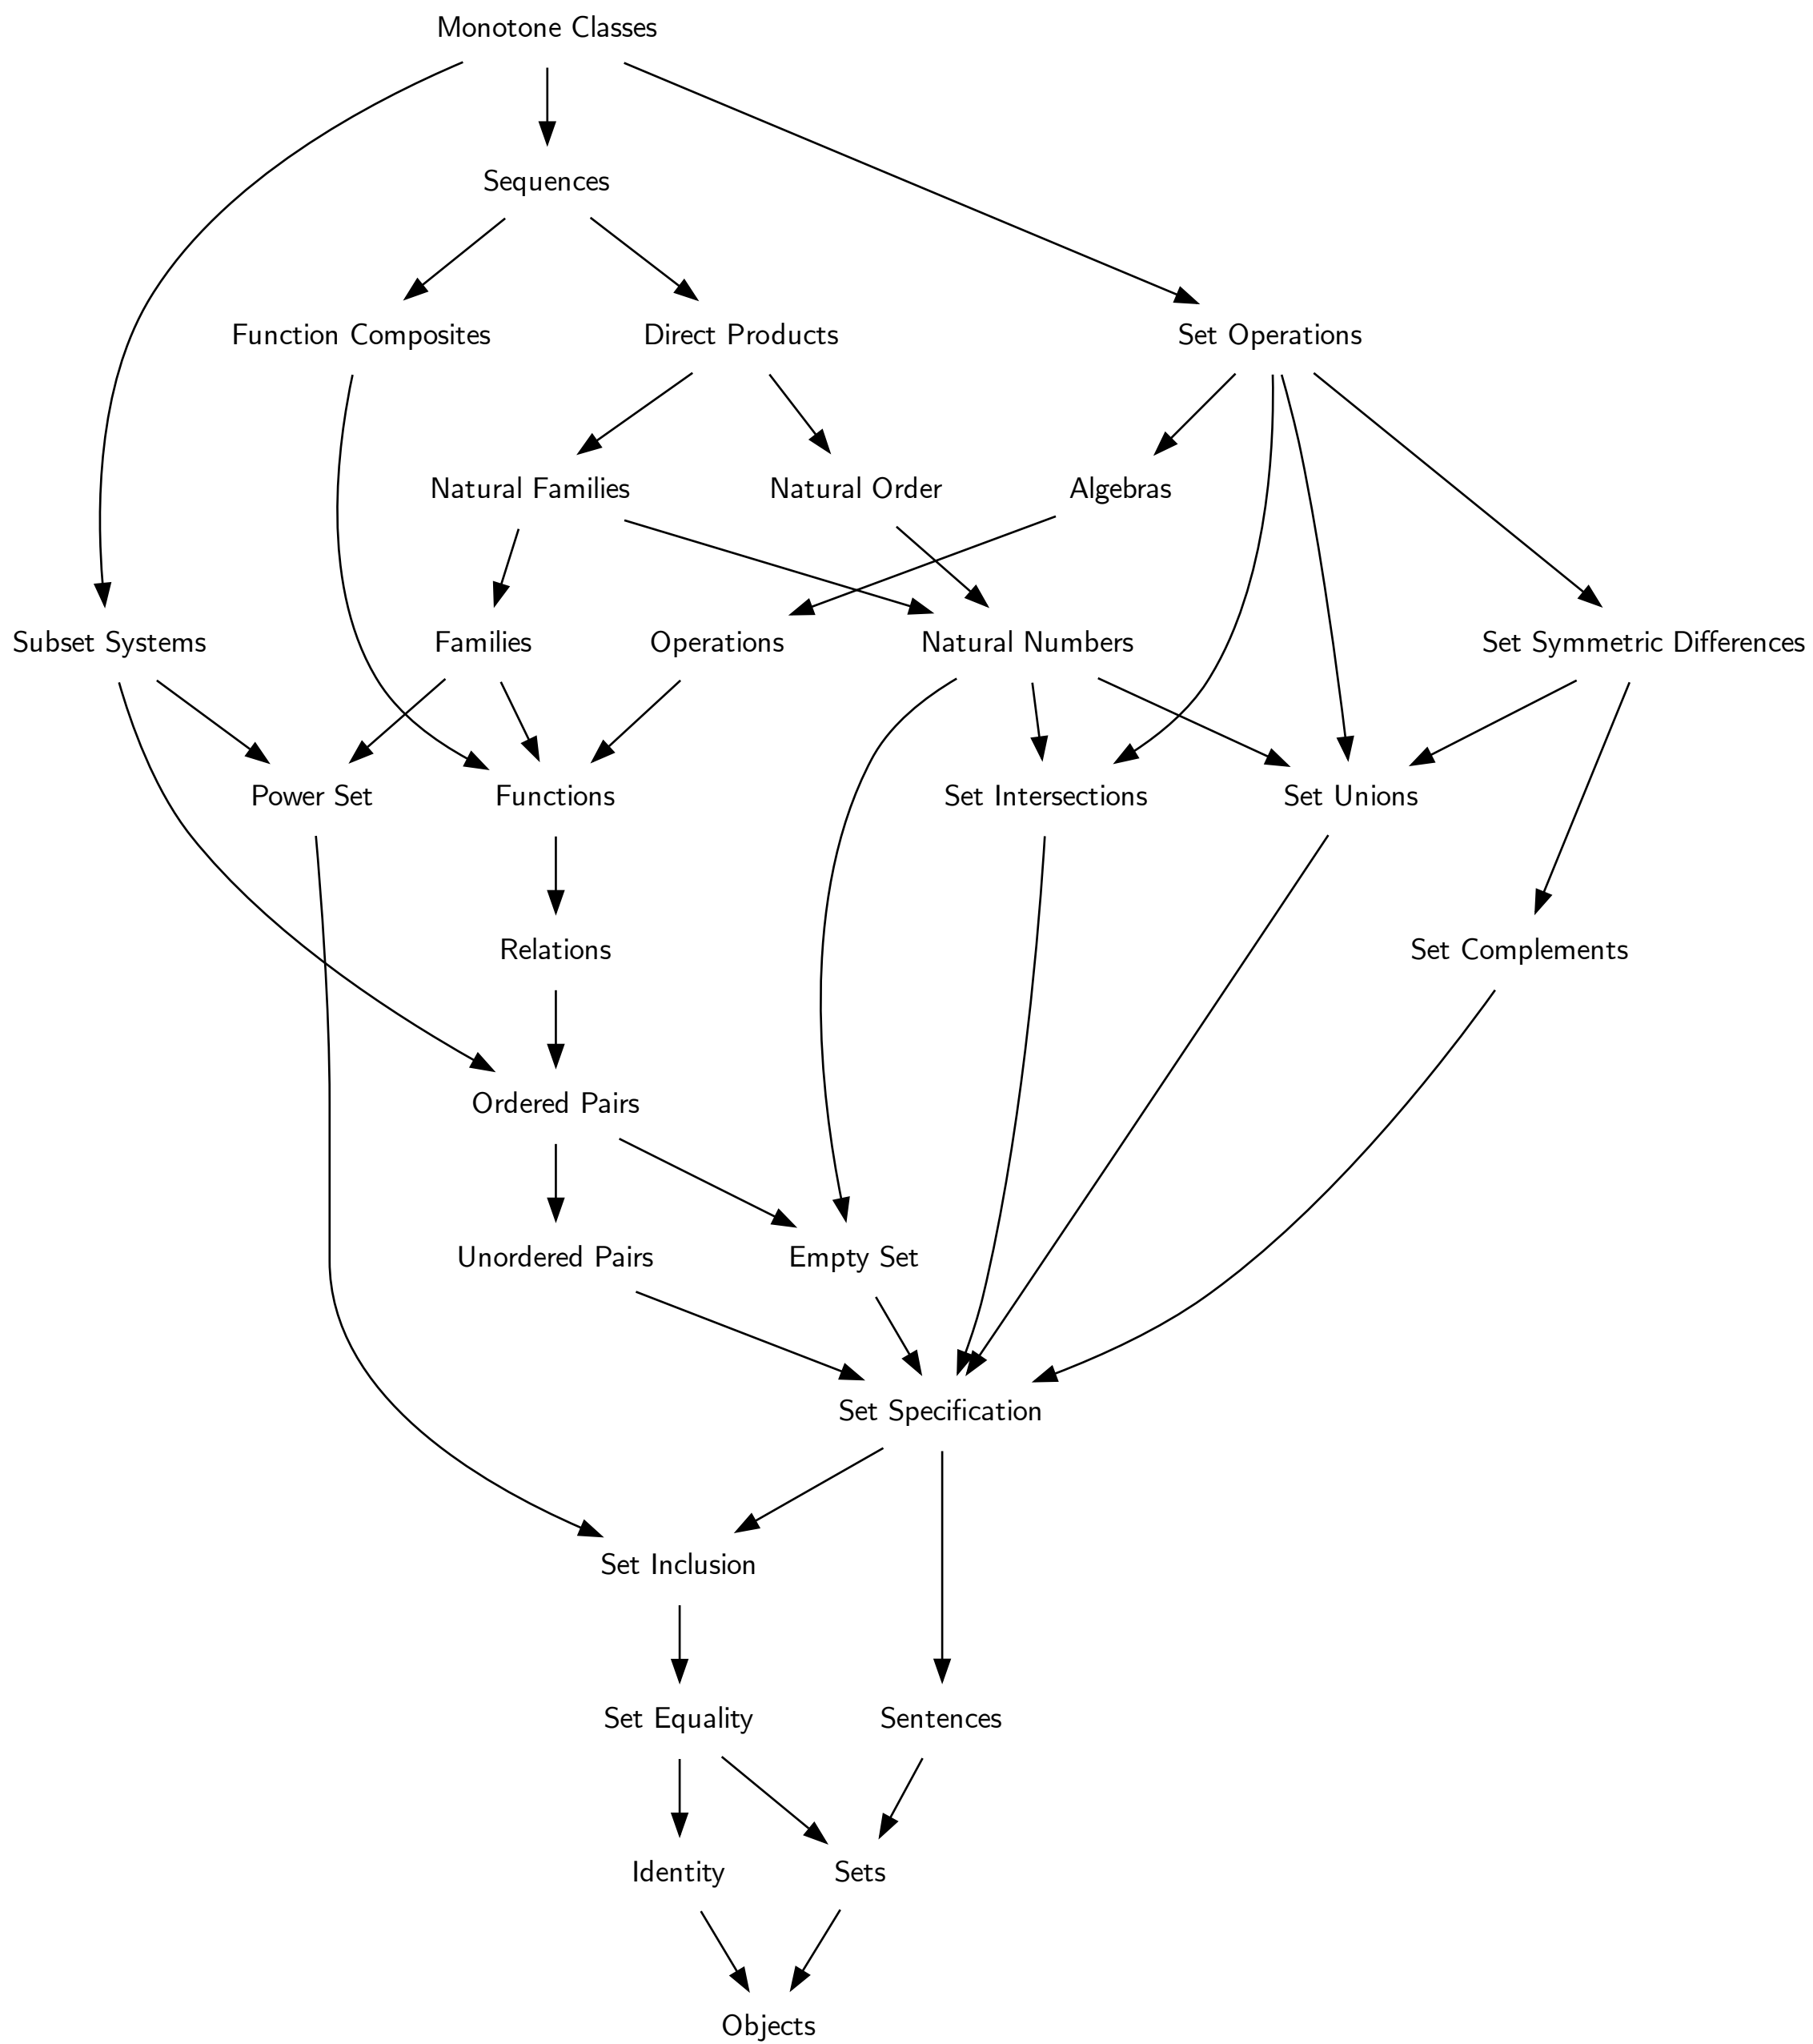 Monotone Classes
Sequences
Function Composites
Direct Products
Set Operations
Natural Families
Natural Order
Algebras
Subset Systems
Families
Operations
Natural Numbers
Set Symmetric Differences
Power Set
Functions
Set Intersections
Set Unions
Relations
Set Complements
Ordered Pairs
Unordered Pairs
Empty Set
Set Specification
Set Inclusion
Set Equality
Sentences
Identity
Sets
Objects